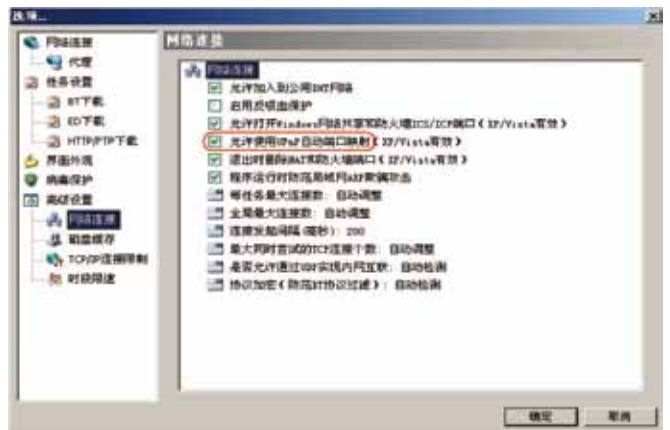 选项...
网络连接
代理
任务设置
BT下载
ED下载
HTTP/FTP下载
界面外观
病毒保护
高级设置
网络连接
磁盘缓存
TCP/IP连接限制
时段限速
网络连接
网络连接
允许加入到公用DHT网络
启用反吸血保护
允许打开Windows网络共享和防火墙ICS/ICF端口(XP/Vista有效)
允许使用UPnP自动端口映射(XP/Vista有效)
退出时删除NAT和防火墙端口(XP/Vista有效)
程序运行时防范局域网ARP欺骗攻击
每任务最大连接数: 自动调整
全局最大连接数: 自动调整
连接发起间隔(毫秒): 200
最大同时尝试的TCP连接个数: 自动调整
是否允许通过UDP实现内网互联: 自动检测
协议加密(防范BT协议过滤): 自动检测
确定
取消